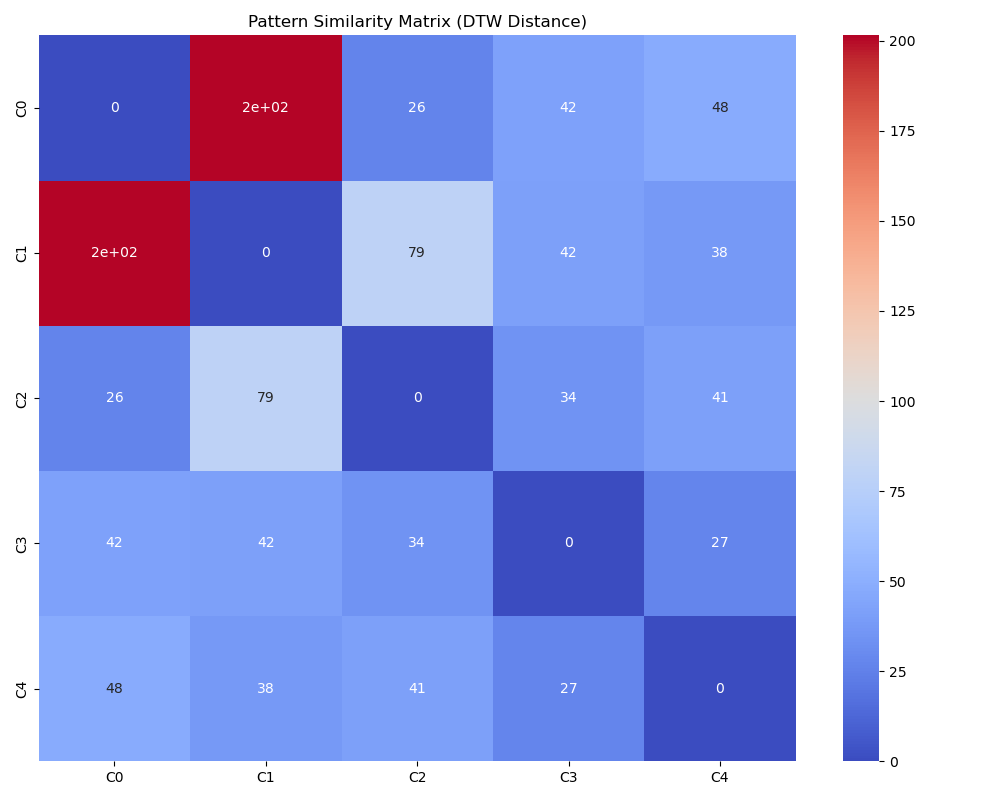 Pattern Similarity Matrix (DTW Distance)
C0 0 2e+02 26 42 48
C1 2e+02 0 79 42 38
C2 26 79 0 34 41
C3 42 42 34 0 27
C4 48 38 41 27 0
C0 C1 C2 C3 C4
200
175
150
125
100
75
50
25
0